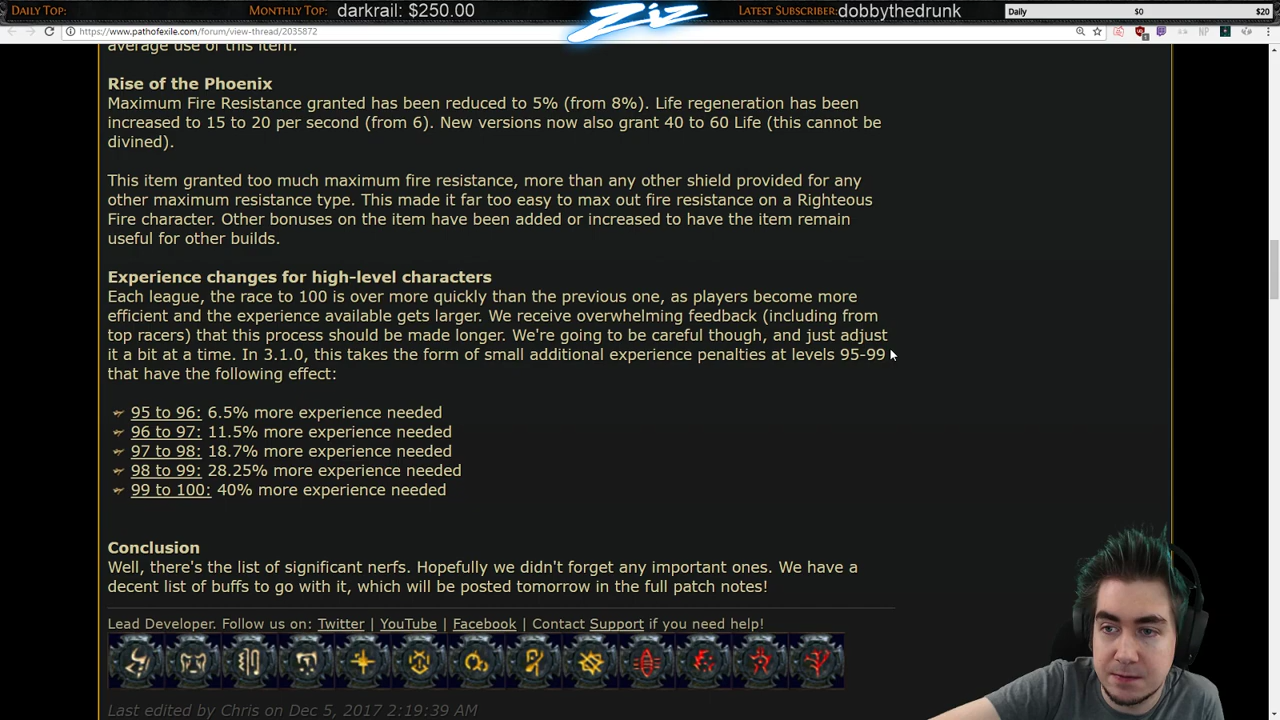 DAILY TOP: MONTHLY TOP: darkrail: $250.00 Ziz LATEST SUBSCRIBER: dobbythedrunk Daily $0 $20
https://www.pathofexile.com/forum/view-thread/2035872
average use of this item.
Rise of the Phoenix
Maximum Fire Resistance granted has been reduced to 5% (from 8%). Life regeneration has been
increased to 15 to 20 per second (from 6). New versions now also grant 40 to 60 Life (this cannot be
divined).
This item granted too much maximum fire resistance, more than any other shield provided for any
other maximum resistance type. This made it far too easy to max out fire resistance on a Righteous
Fire character. Other bonuses on the item have been added or increased to have the item remain
useful for other builds.
Experience changes for high-level characters
Each league, the race to 100 is over more quickly than the previous one, as players become more
efficient and the experience available gets larger. We receive overwhelming feedback (including from
top racers) that this process should be made longer. We're going to be careful though, and just adjust
it a bit at a time. In 3.1.0, this takes the form of small additional experience penalties at levels 95-99
that have the following effect:
95 to 96: 6.5% more experience needed
96 to 97: 11.5% more experience needed
97 to 98: 18.7% more experience needed
98 to 99: 28.25% more experience needed
99 to 100: 40% more experience needed
Conclusion
Well, there's the list of significant nerfs. Hopefully we didn't forget any important ones. We have a
decent list of buffs to go with it, which will be posted tomorrow in the full patch notes!
Lead Developer. Follow us on: Twitter | YouTube | Facebook | Contact Support if you need help!
Last edited by Chris on Dec 5, 2017 2:19:39 AM